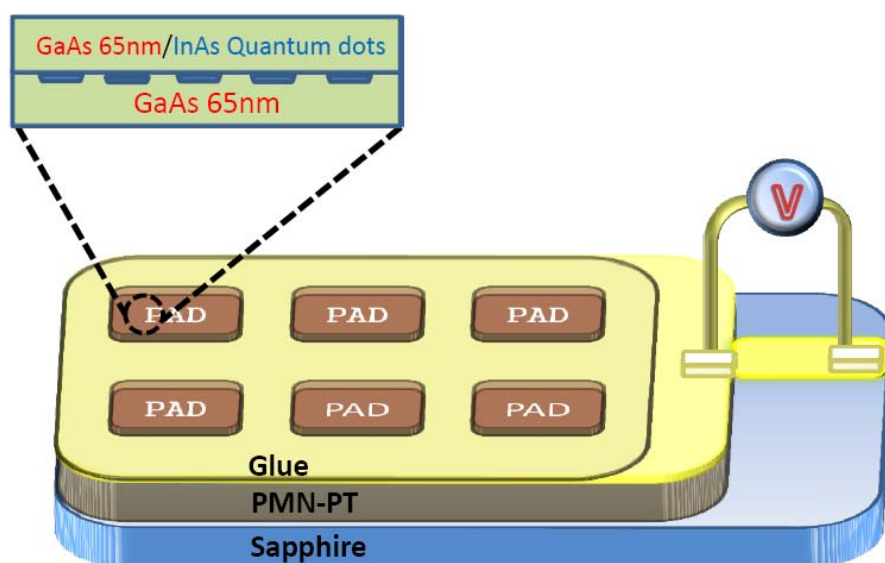 GaAs 65nm/InAs Quantum dots
GaAs 65nm
V
PAD PAD PAD
PAD PAD PAD
Glue
PMN-PT
Sapphire